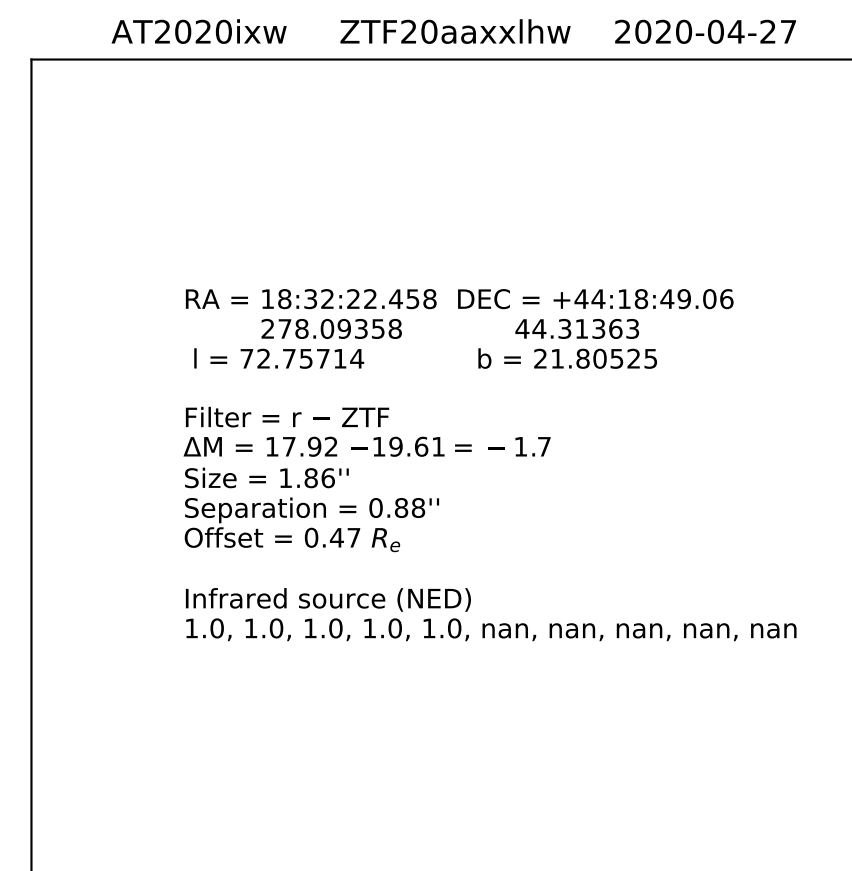 AT2020ixw ZTF20aaxxlhw 2020-04-27
RA = 18:32:22.458 DEC = +44:18:49.06
278.09358 44.31363
l = 72.75714 b = 21.80525
Filter = r − ZTF
ΔM = 17.92 −19.61 = − 1.7
Size = 1.86''
Separation = 0.88''
Offset = 0.47 Rₑ
Infrared source (NED)
1.0, 1.0, 1.0, 1.0, 1.0, nan, nan, nan, nan, nan